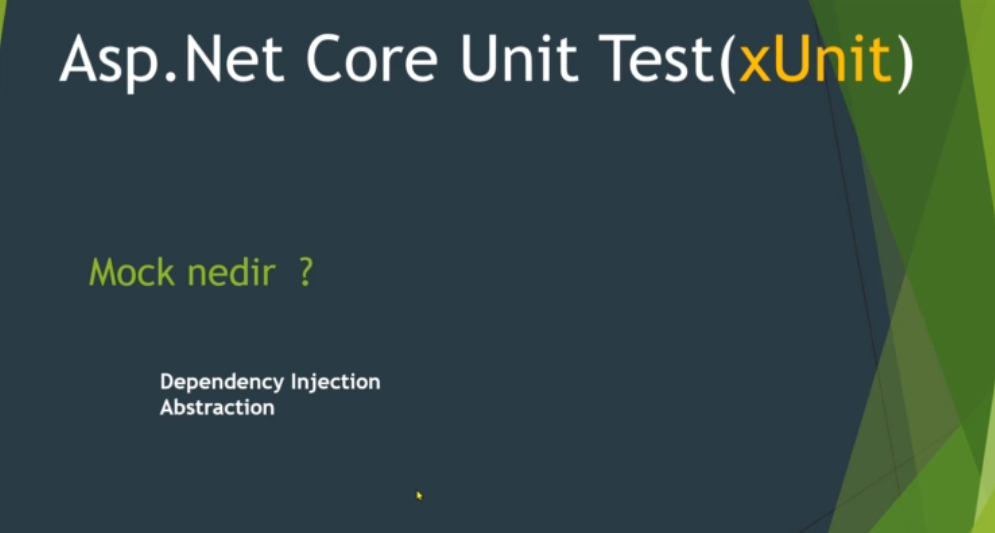 Asp.Net Core Unit Test(xUnit)
Mock nedir ?
Dependency Injection
Abstraction